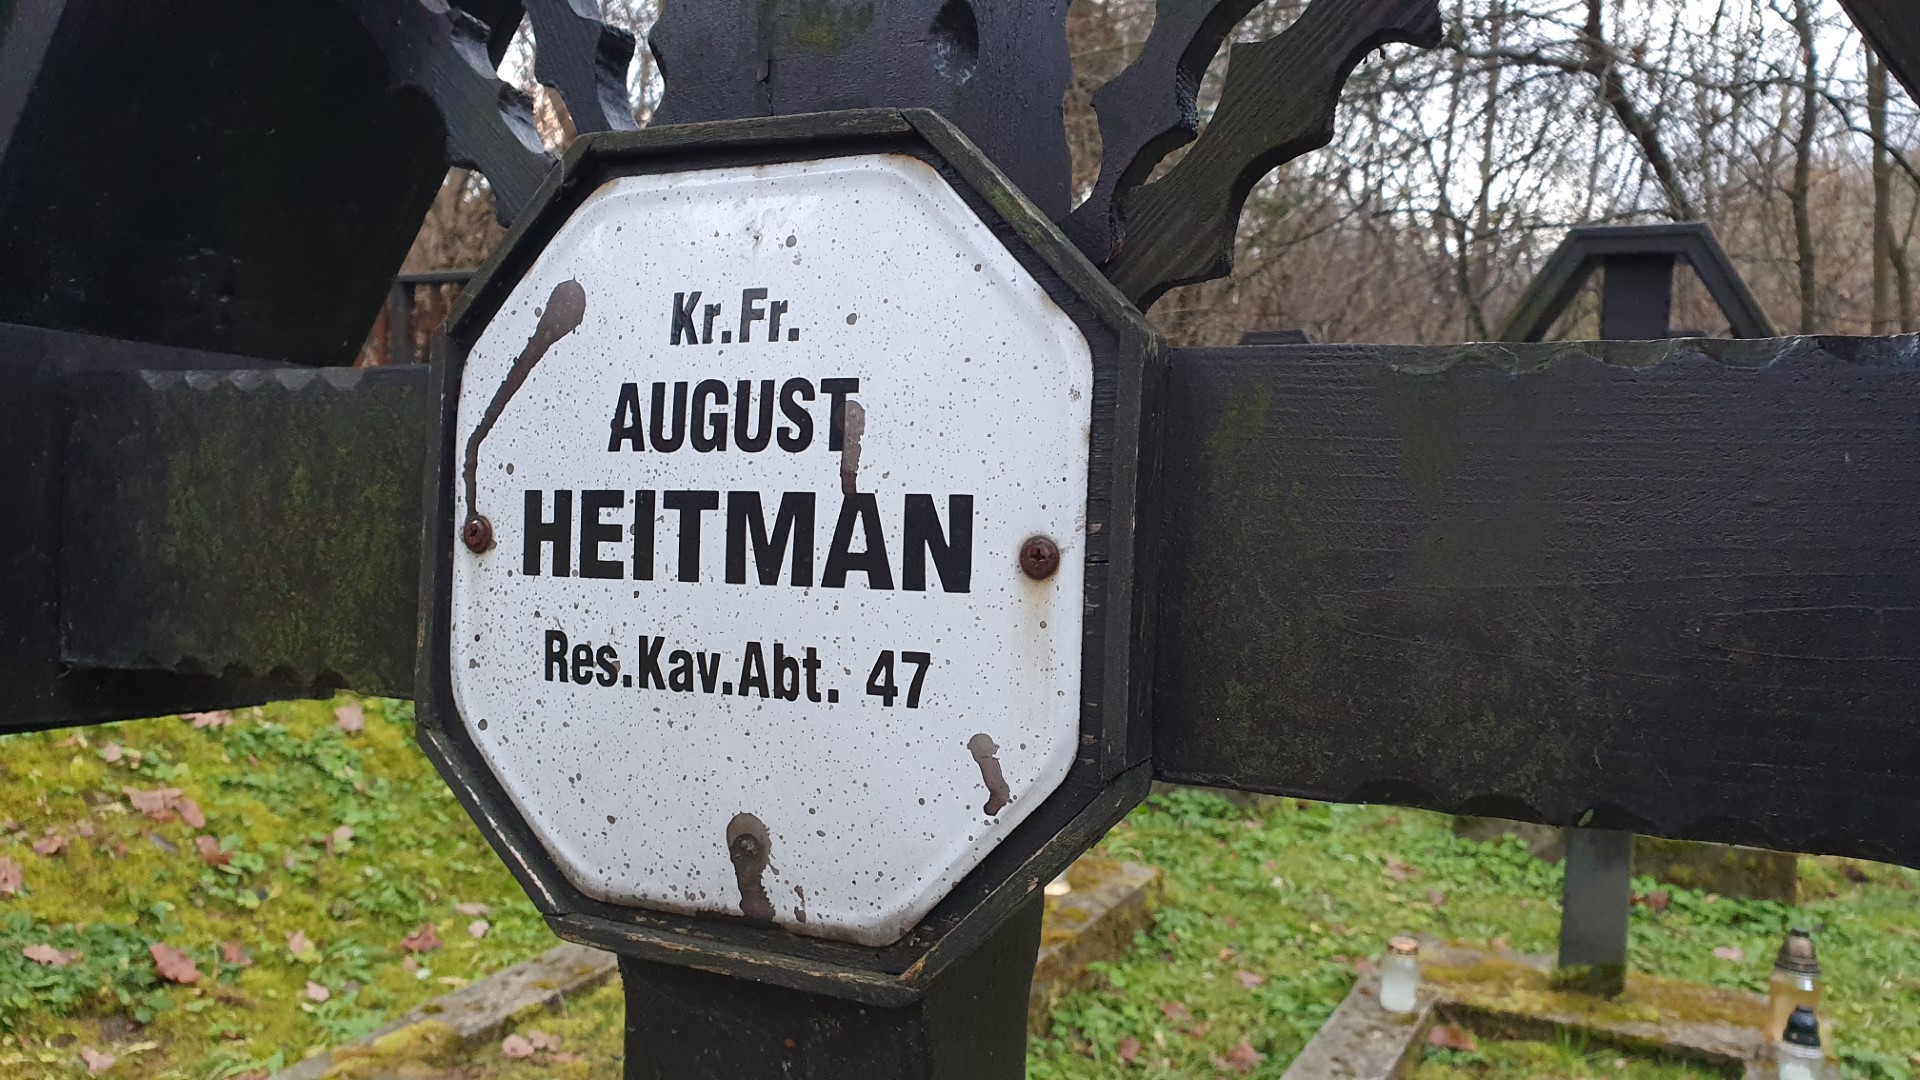 Kr.Fr.
AUGUST
HEITMAN
Res.Kav.Abt. 47